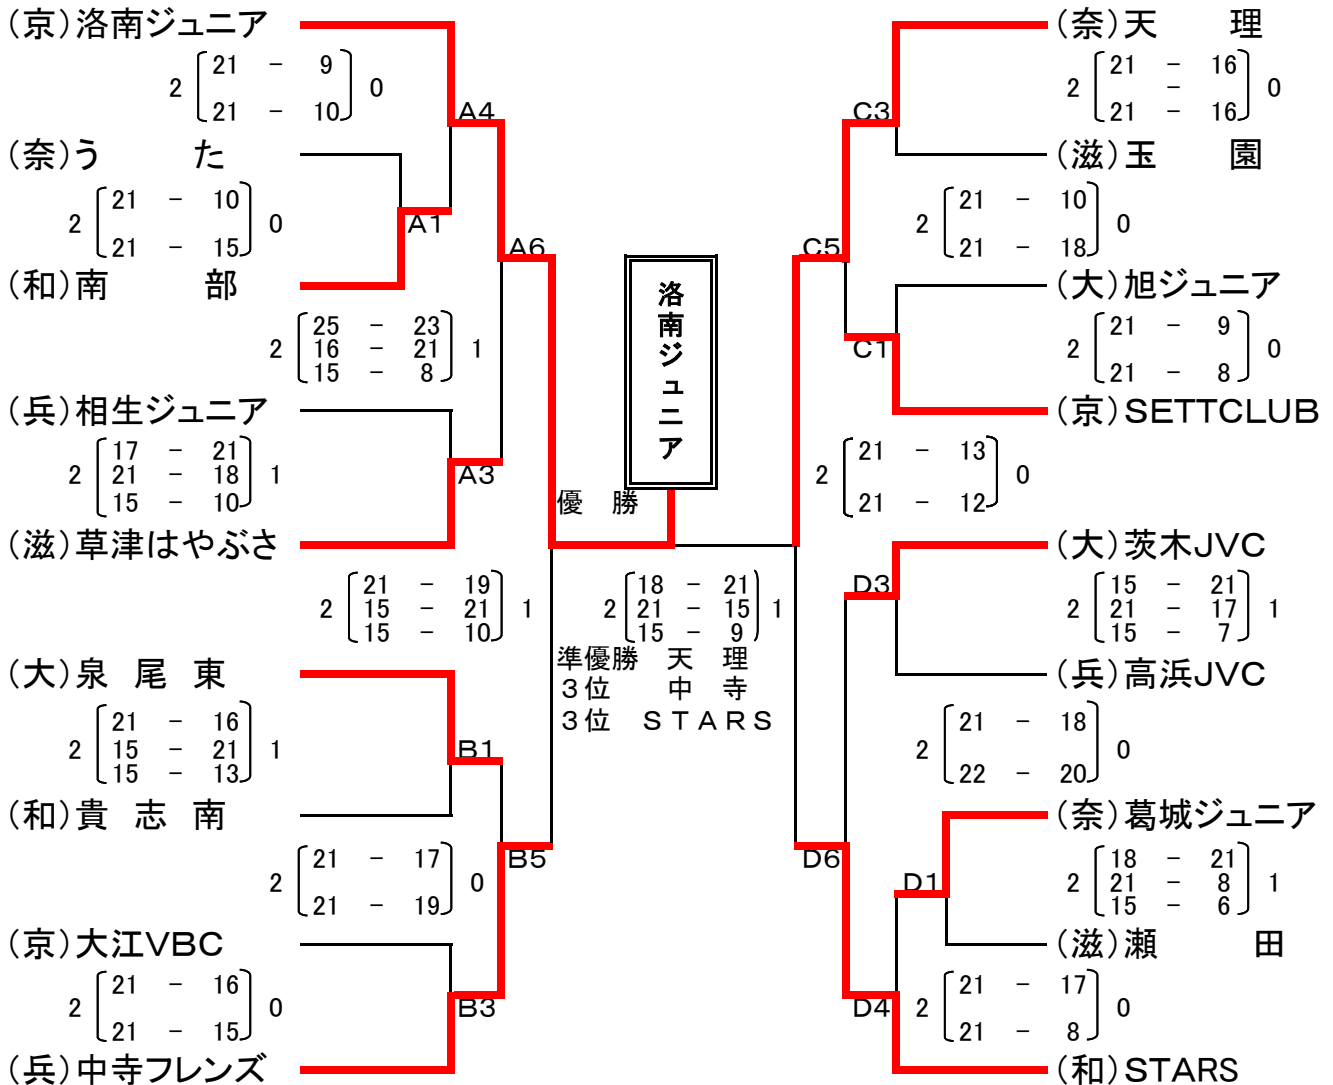 (京)洛南ジュニア
2 21 - 9 0
21 - 10
A4
(奈)うた
2 21 - 10 0
21 - 15
A1
(和)南部
A6
2 25 - 23 1
16 - 21
15 - 8
(兵)相生ジュニア
2 17 - 21 1
21 - 18
15 - 10
A3
(滋)草津はやぶさ
2 21 - 19 1
15 - 21
15 - 10
(大)泉尾東
2 21 - 16 1
15 - 21
15 - 13
B1
(和)貴志南
2 21 - 17 0
21 - 19
B5
(京)大江VBC
2 21 - 16 0
21 - 15
B3
(兵)中寺フレンズ
洛南ジュニア
優勝
2 18 - 21 1
21 - 15
15 - 9
準優勝 天理
3位 中寺
3位 STARS
(奈)天理
2 21 - 16 0
-
21 - 16
C3
(滋)玉園
2 21 - 10 0
21 - 18
C5
(大)旭ジュニア
2 21 - 9 0
21 - 8
C1
(京)SETTCLUB
2 21 - 13 0
21 - 12
(大)茨木JVC
2 15 - 21 1
21 - 17
15 - 7
D3
(兵)高浜JVC
2 21 - 18 0
22 - 20
D6
(奈)葛城ジュニア
2 18 - 21 1
21 - 8
15 - 6
D1
(滋)瀬田
2 21 - 17 0
21 - 8
D4
(和)STARS